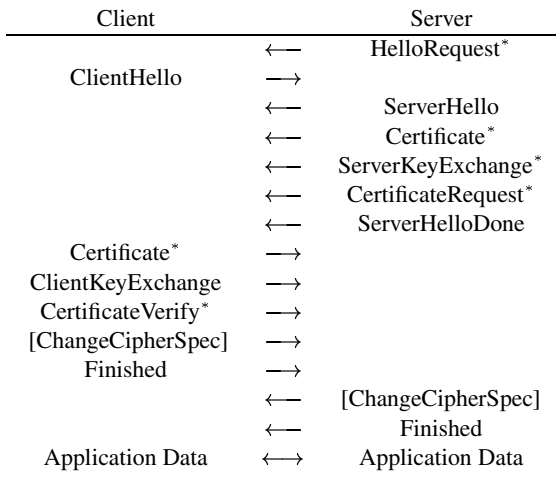 Client Server
⟵ HelloRequest*
ClientHello ⟶
⟵ ServerHello
⟵ Certificate*
⟵ ServerKeyExchange*
⟵ CertificateRequest*
⟵ ServerHelloDone
Certificate* ⟶
ClientKeyExchange ⟶
CertificateVerify* ⟶
[ChangeCipherSpec] ⟶
Finished ⟶
⟵ [ChangeCipherSpec]
⟵ Finished
Application Data ⟷ Application Data